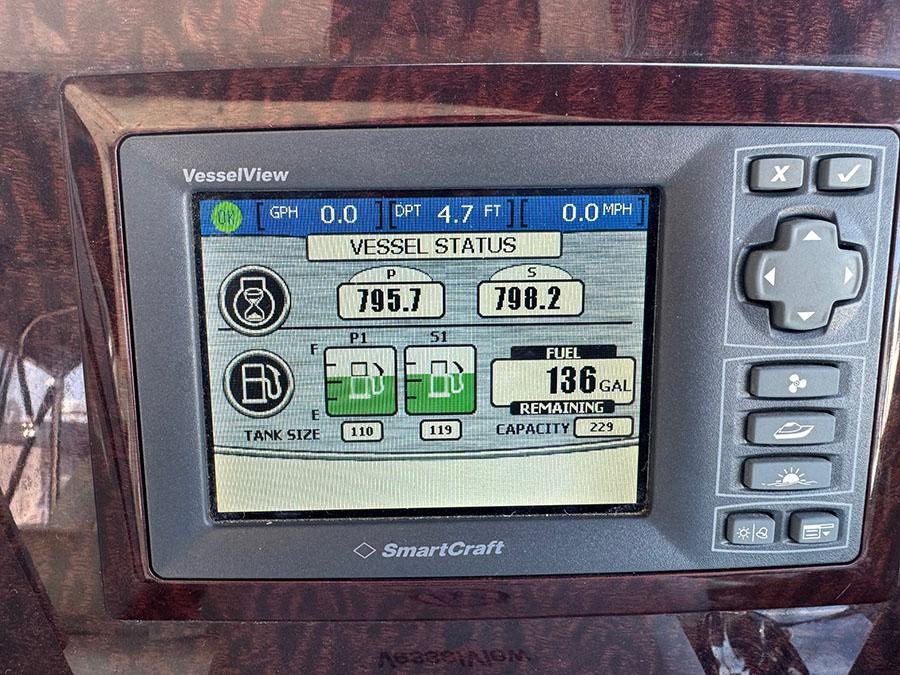 VesselView
OK [ GPH 0.0 ] [ DPT 4.7 FT ] [ 0.0 MPH ]
VESSEL STATUS
P S
795.7 798.2
P1 S1
F
FUEL
136 GAL
E
REMAINING
TANK SIZE 110 119 CAPACITY 229
X
SmartCraft
VesselView